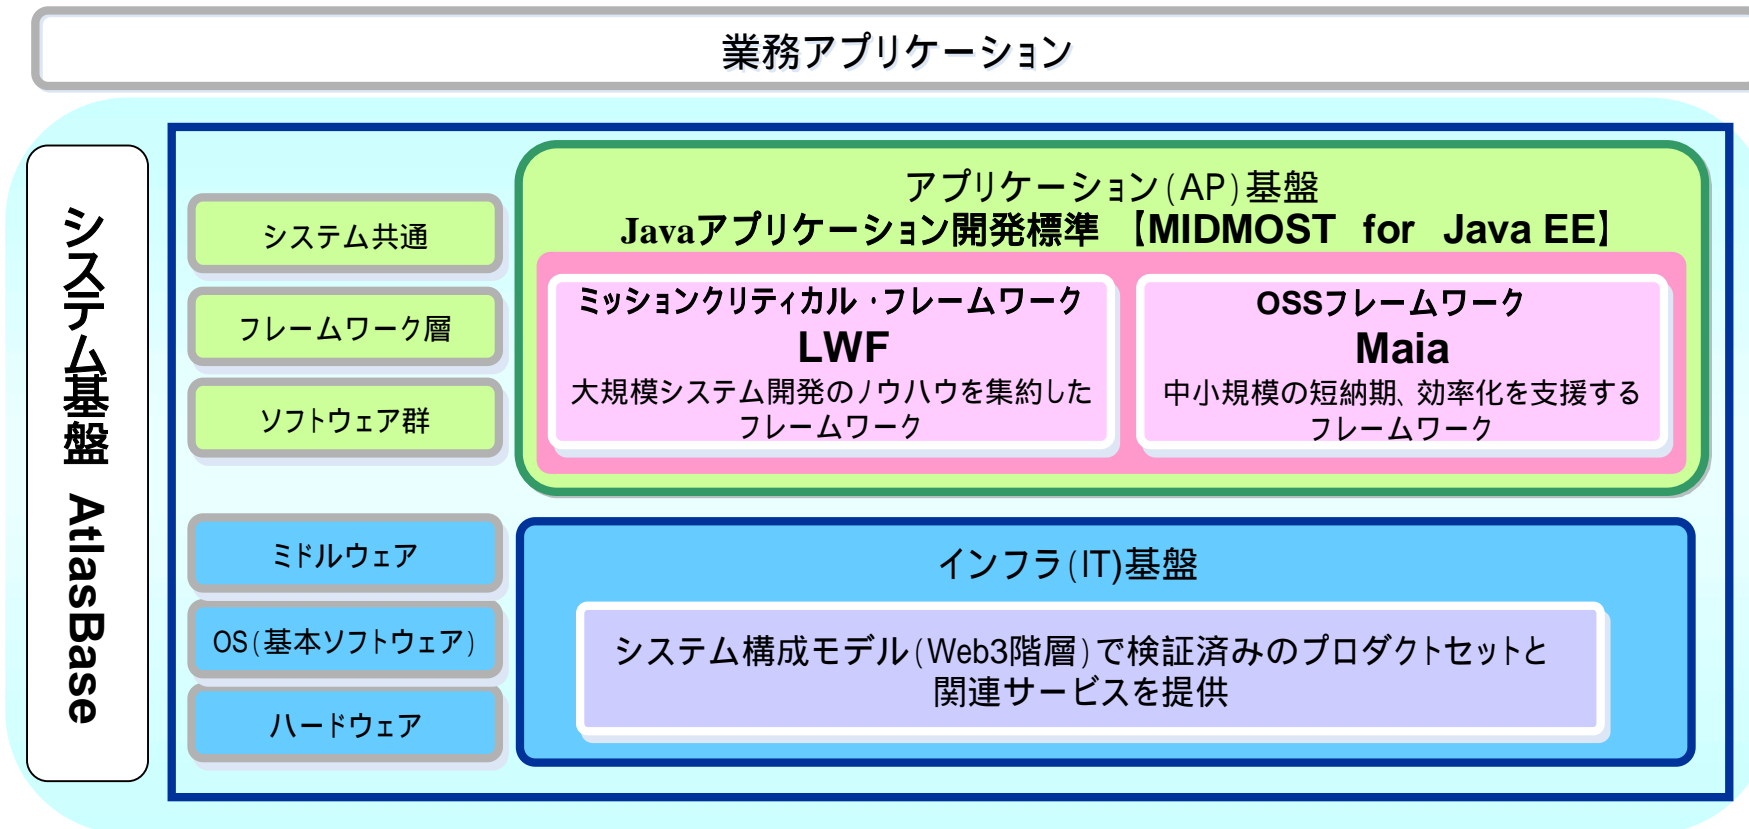 業務アプリケーション
システム基盤 AtlasBase
システム共通
フレームワーク層
ソフトウェア群
アプリケーション(AP)基盤
Javaアプリケーション開発標準 【MIDMOST for Java EE】
ミッションクリティカル・フレームワーク
LWF
大規模システム開発のノウハウを集約した
フレームワーク
OSSフレームワーク
Maia
中小規模の短納期、効率化を支援する
フレームワーク
ミドルウェア
OS(基本ソフトウェア)
ハードウェア
インフラ(IT)基盤
システム構成モデル(Web3階層)で検証済みのプロダクトセットと
関連サービスを提供